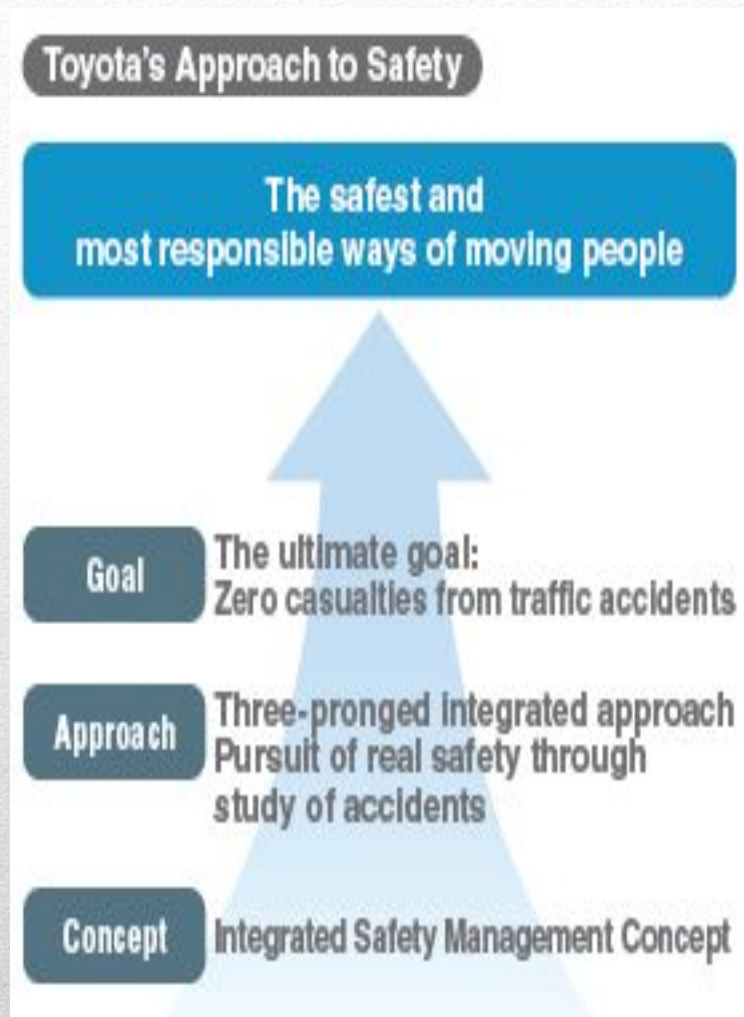 Toyota's Approach to Safety
The safest and
most responsible ways of moving people
Goal
The ultimate goal:
Zero casualties from traffic accidents
Approach
Three-pronged integrated approach
Pursuit of real safety through
study of accidents
Concept
Integrated Safety Management Concept